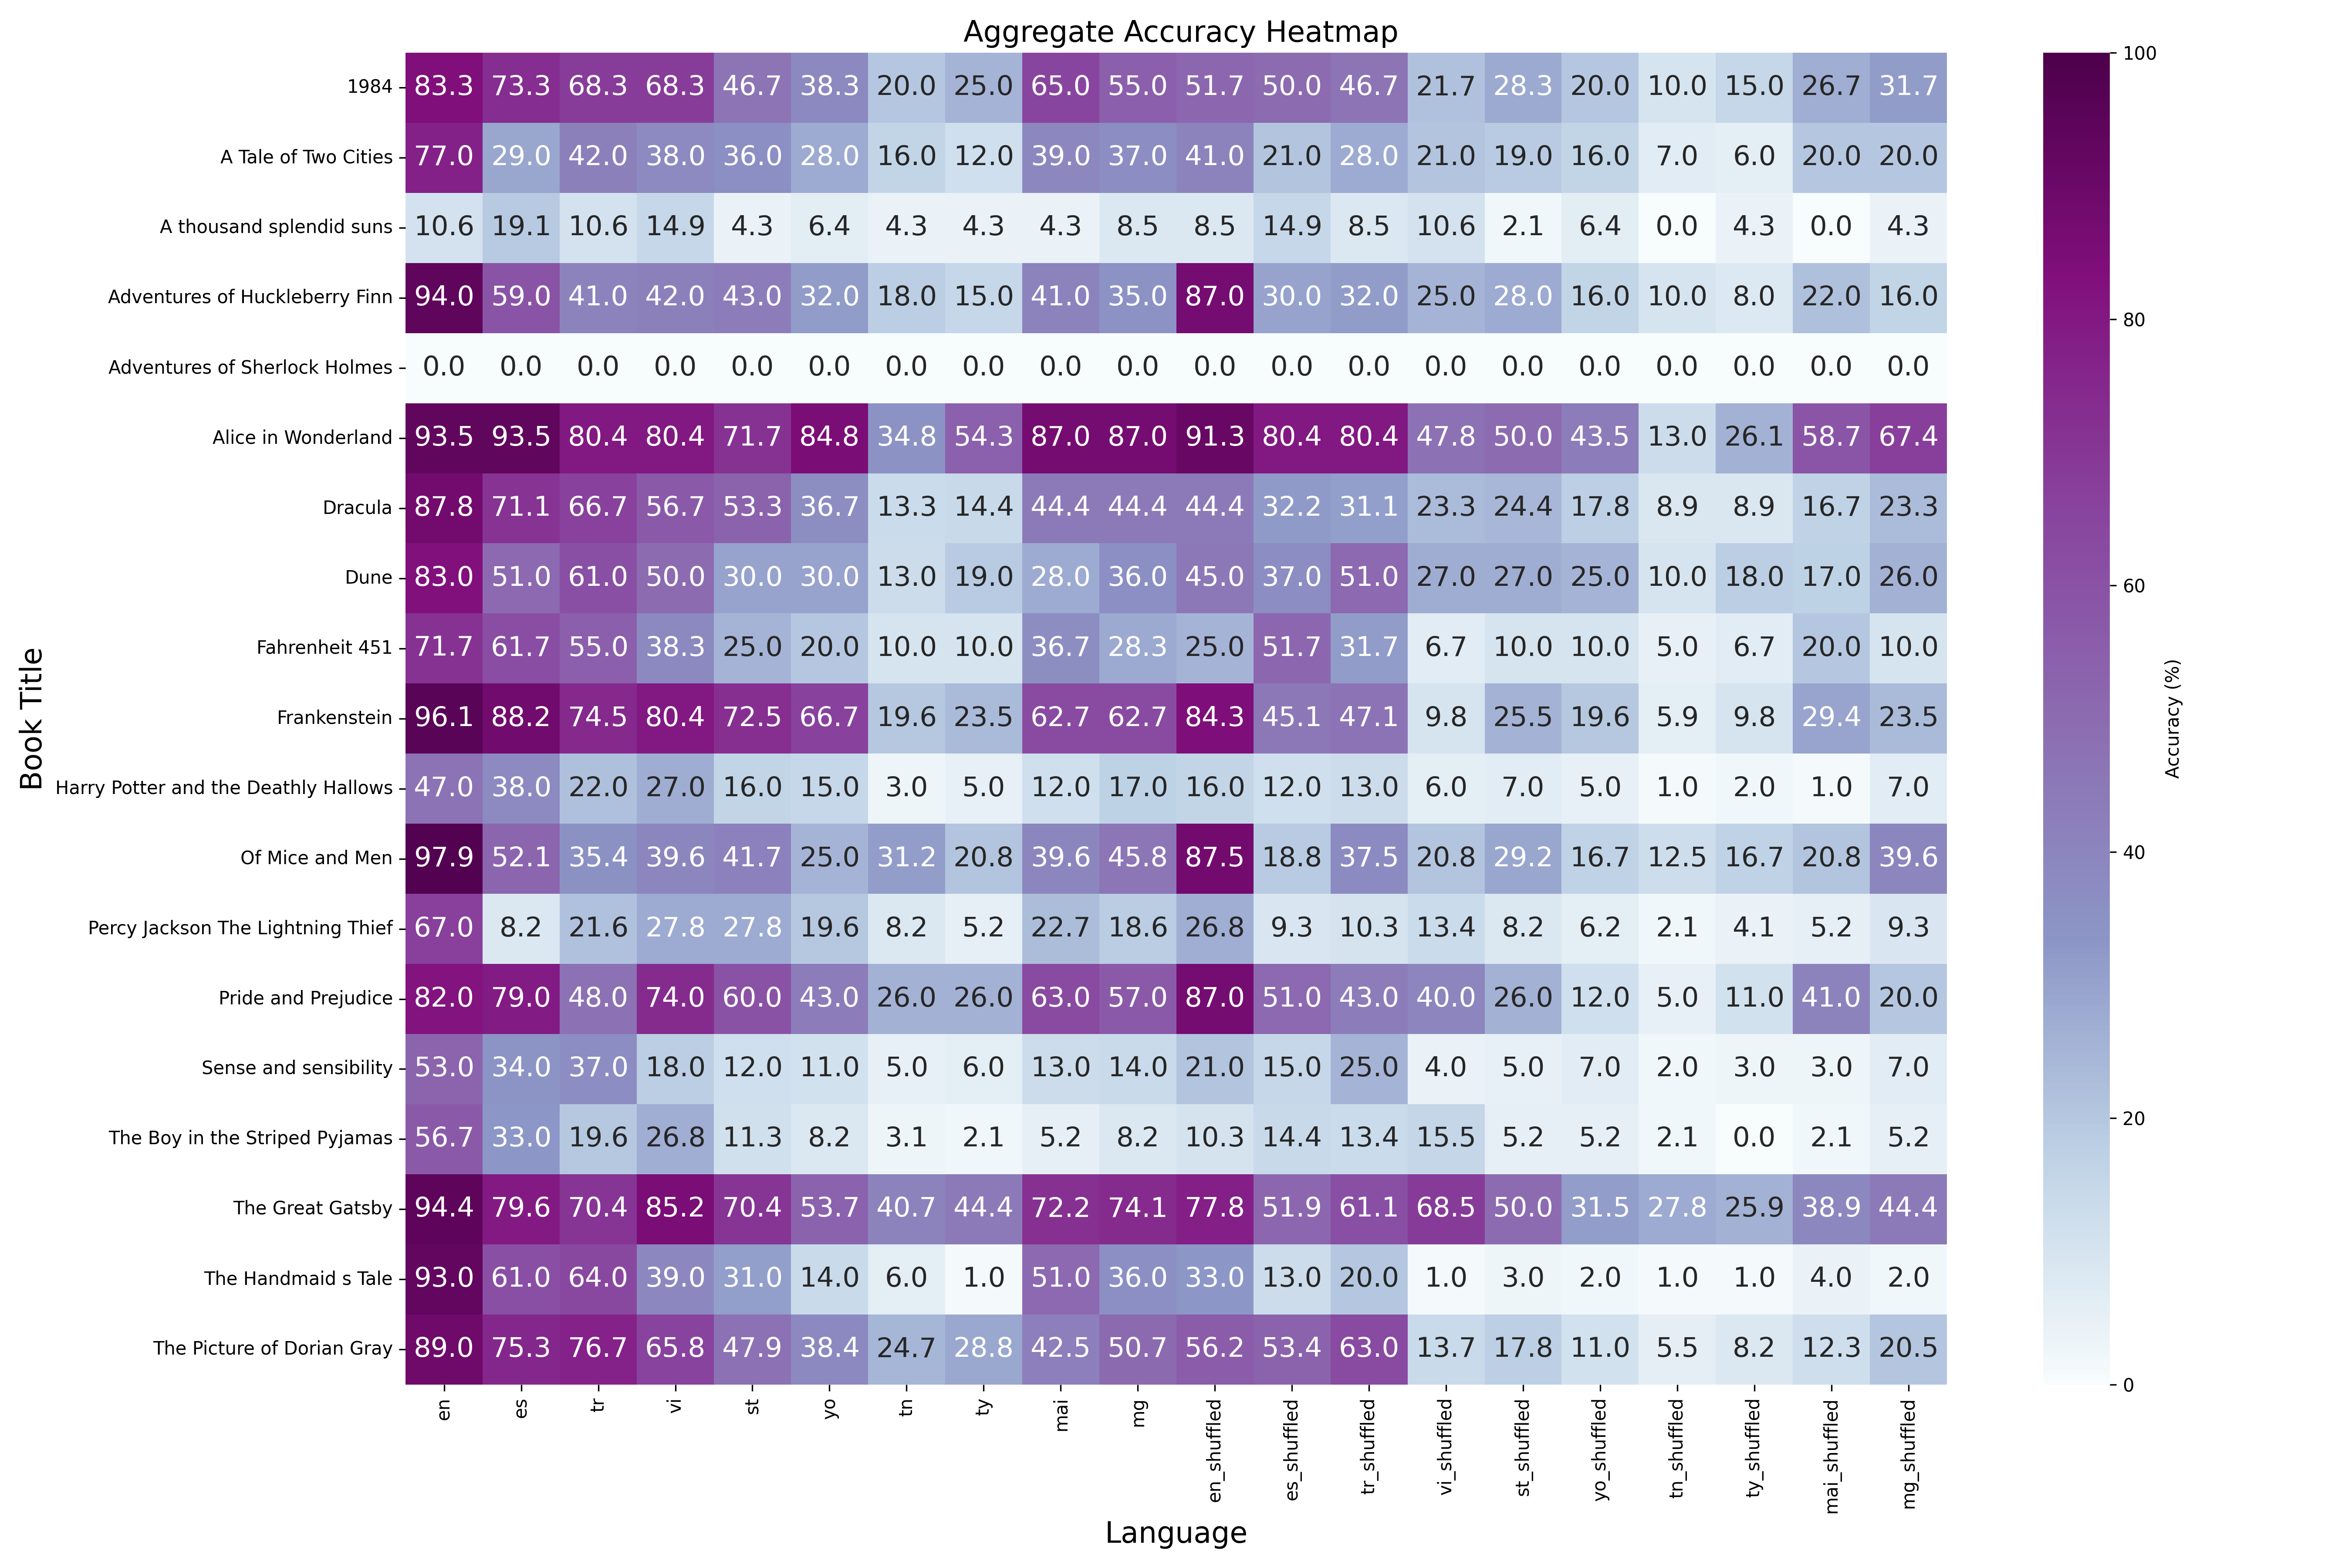 Aggregate Accuracy Heatmap
1984 83.3 73.3 68.3 68.3 46.7 38.3 20.0 25.0 65.0 55.0 51.7 50.0 46.7 21.7 28.3 20.0 10.0 15.0 26.7 31.7
A Tale of Two Cities 77.0 29.0 42.0 38.0 36.0 28.0 16.0 12.0 39.0 37.0 41.0 21.0 28.0 21.0 19.0 16.0 7.0 6.0 20.0 20.0
A thousand splendid suns 10.6 19.1 10.6 14.9 4.3 6.4 4.3 4.3 4.3 8.5 8.5 14.9 8.5 10.6 2.1 6.4 0.0 4.3 0.0 4.3
Adventures of Huckleberry Finn 94.0 59.0 41.0 42.0 43.0 32.0 18.0 15.0 41.0 35.0 87.0 30.0 32.0 25.0 28.0 16.0 10.0 8.0 22.0 16.0
Adventures of Sherlock Holmes 0.0 0.0 0.0 0.0 0.0 0.0 0.0 0.0 0.0 0.0 0.0 0.0 0.0 0.0 0.0 0.0 0.0 0.0 0.0 0.0
Alice in Wonderland 93.5 93.5 80.4 80.4 71.7 84.8 34.8 54.3 87.0 87.0 91.3 80.4 80.4 47.8 50.0 43.5 13.0 26.1 58.7 67.4
Dracula 87.8 71.1 66.7 56.7 53.3 36.7 13.3 14.4 44.4 44.4 44.4 32.2 31.1 23.3 24.4 17.8 8.9 8.9 16.7 23.3
Dune 83.0 51.0 61.0 50.0 30.0 30.0 13.0 19.0 28.0 36.0 45.0 37.0 51.0 27.0 27.0 25.0 10.0 18.0 17.0 26.0
Fahrenheit 451 71.7 61.7 55.0 38.3 25.0 20.0 10.0 10.0 36.7 28.3 25.0 51.7 31.7 6.7 10.0 10.0 5.0 6.7 20.0 10.0
Frankenstein 96.1 88.2 74.5 80.4 72.5 66.7 19.6 23.5 62.7 62.7 84.3 45.1 47.1 9.8 25.5 19.6 5.9 9.8 29.4 23.5
Harry Potter and the Deathly Hallows 47.0 38.0 22.0 27.0 16.0 15.0 3.0 5.0 12.0 17.0 16.0 12.0 13.0 6.0 7.0 5.0 1.0 2.0 1.0 7.0
Of Mice and Men 97.9 52.1 35.4 39.6 41.7 25.0 31.2 20.8 39.6 45.8 87.5 18.8 37.5 20.8 29.2 16.7 12.5 16.7 20.8 39.6
Percy Jackson The Lightning Thief 67.0 8.2 21.6 27.8 27.8 19.6 8.2 5.2 22.7 18.6 26.8 9.3 10.3 13.4 8.2 6.2 2.1 4.1 5.2 9.3
Pride and Prejudice 82.0 79.0 48.0 74.0 60.0 43.0 26.0 26.0 63.0 57.0 87.0 51.0 43.0 40.0 26.0 12.0 5.0 11.0 41.0 20.0
Sense and sensibility 53.0 34.0 37.0 18.0 12.0 11.0 5.0 6.0 13.0 14.0 21.0 15.0 25.0 4.0 5.0 7.0 2.0 3.0 3.0 7.0
The Boy in the Striped Pyjamas 56.7 33.0 19.6 26.8 11.3 8.2 3.1 2.1 5.2 8.2 10.3 14.4 13.4 15.5 5.2 5.2 2.1 0.0 2.1 5.2
The Great Gatsby 94.4 79.6 70.4 85.2 70.4 53.7 40.7 44.4 72.2 74.1 77.8 51.9 61.1 68.5 50.0 31.5 27.8 25.9 38.9 44.4
The Handmaid s Tale 93.0 61.0 64.0 39.0 31.0 14.0 6.0 1.0 51.0 36.0 33.0 13.0 20.0 1.0 3.0 2.0 1.0 1.0 4.0 2.0
The Picture of Dorian Gray 89.0 75.3 76.7 65.8 47.9 38.4 24.7 28.8 42.5 50.7 56.2 53.4 63.0 13.7 17.8 11.0 5.5 8.2 12.3 20.5
en es tr vi st yo tn ty mai mg en_shuffled es_shuffled tr_shuffled vi_shuffled st_shuffled yo_shuffled tn_shuffled ty_shuffled mai_shuffled mg_shuffled
Language
Book Title
100
80
60
40
20
0
Accuracy (%)